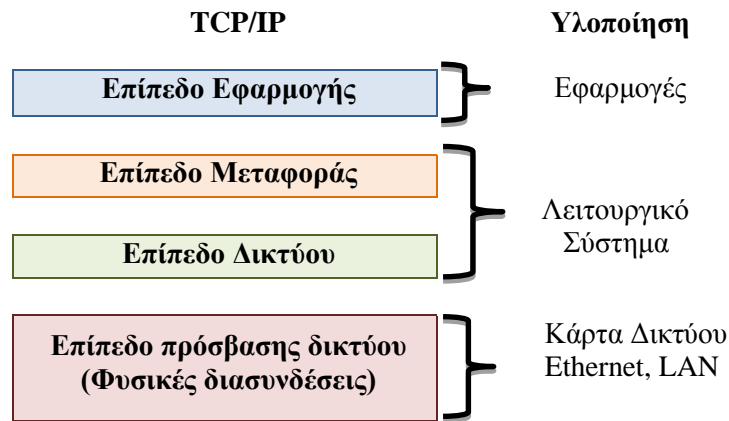 TCP/IP Υλοποίηση
Επίπεδο Εφαρμογής Εφαρμογές
Επίπεδο Μεταφοράς
Λειτουργικό
Σύστημα
Επίπεδο Δικτύου
Επίπεδο πρόσβασης δικτύου
(Φυσικές διασυνδέσεις)
Κάρτα Δικτύου
Ethernet, LAN